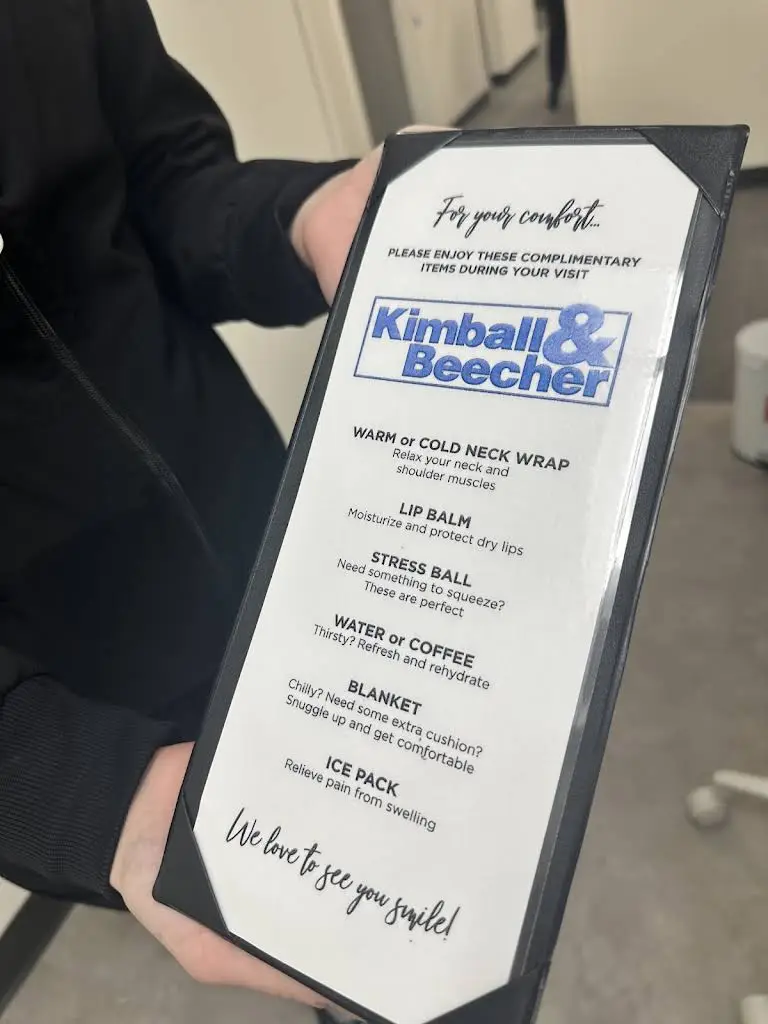 For your comfort...
PLEASE ENJOY THESE COMPLIMENTARY
ITEMS DURING YOUR VISIT
Kimball &
Beecher
WARM or COLD NECK WRAP
Relax your neck and
shoulder muscles
LIP BALM
Moisturize and protect dry lips
STRESS BALL
Need something to squeeze?
These are perfect
WATER or COFFEE
Thirsty? Refresh and rehydrate
BLANKET
Chilly? Need some extra cushion?
Snuggle up and get comfortable
ICE PACK
Relieve pain from swelling
We love to see you smile!